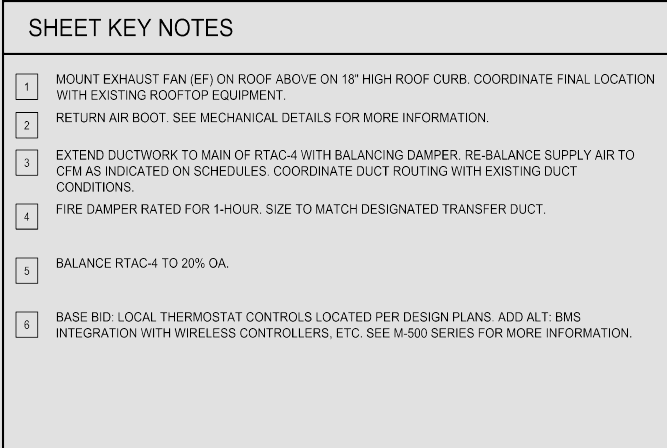 SHEET KEY NOTES
1 MOUNT EXHAUST FAN (EF) ON ROOF ABOVE ON 18" HIGH ROOF CURB. COORDINATE FINAL LOCATION
WITH EXISTING ROOFTOP EQUIPMENT.
2 RETURN AIR BOOT. SEE MECHANICAL DETAILS FOR MORE INFORMATION.
3 EXTEND DUCTWORK TO MAIN OF RTAC-4 WITH BALANCING DAMPER. RE-BALANCE SUPPLY AIR TO
CFM AS INDICATED ON SCHEDULES. COORDINATE DUCT ROUTING WITH EXISTING DUCT
CONDITIONS.
4 FIRE DAMPER RATED FOR 1-HOUR. SIZE TO MATCH DESIGNATED TRANSFER DUCT.
5 BALANCE RTAC-4 TO 20% OA.
6 BASE BID: LOCAL THERMOSTAT CONTROLS LOCATED PER DESIGN PLANS. ADD ALT: BMS
INTEGRATION WITH WIRELESS CONTROLLERS, ETC. SEE M-500 SERIES FOR MORE INFORMATION.